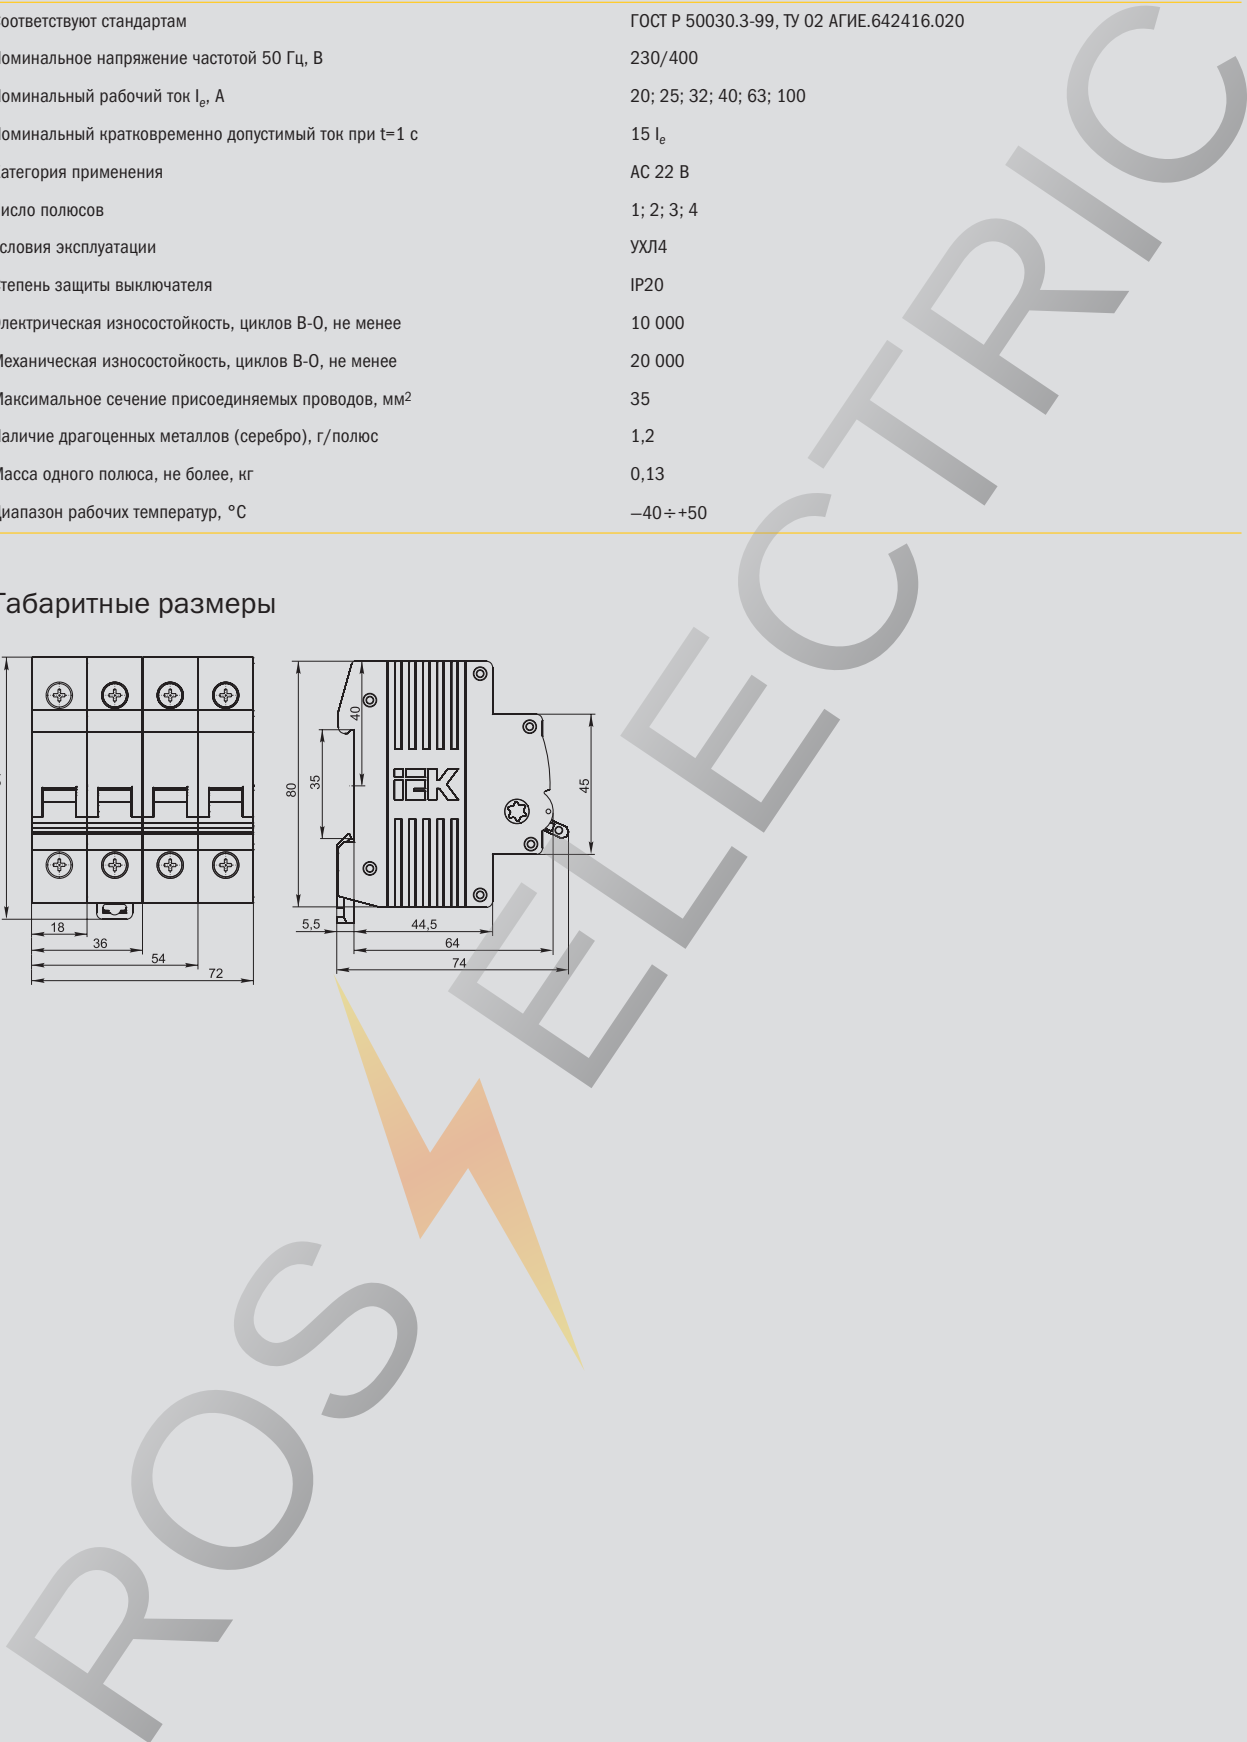 оответствуют стандартам ГОСТ Р 50030.3-99, ТУ 02 АГИЕ.642416.020
оминальное напряжение частотой 50 Гц, В 230/400
оминальный рабочий ток Ie, А 20; 25; 32; 40; 63; 100
оминальный кратковременно допустимый ток при t=1 с 15 Ie
атегория применения АС 22 В
исло полюсов 1; 2; 3; 4
словия эксплуатации УХЛ4
тепень защиты выключателя IP20
лектрическая износостойкость, циклов В-О, не менее 10 000
Механическая износостойкость, циклов В-О, не менее 20 000
Максимальное сечение присоединяемых проводов, мм2 35
аличие драгоценных металлов (серебро), г/полюс 1,2
Масса одного полюса, не более, кг 0,13
Диапазон рабочих температур, °С –40÷+50
Габаритные размеры
18
36
54
72
80
35
40
iEK
45
5,5
44,5
64
74
ROS ELECTRIC